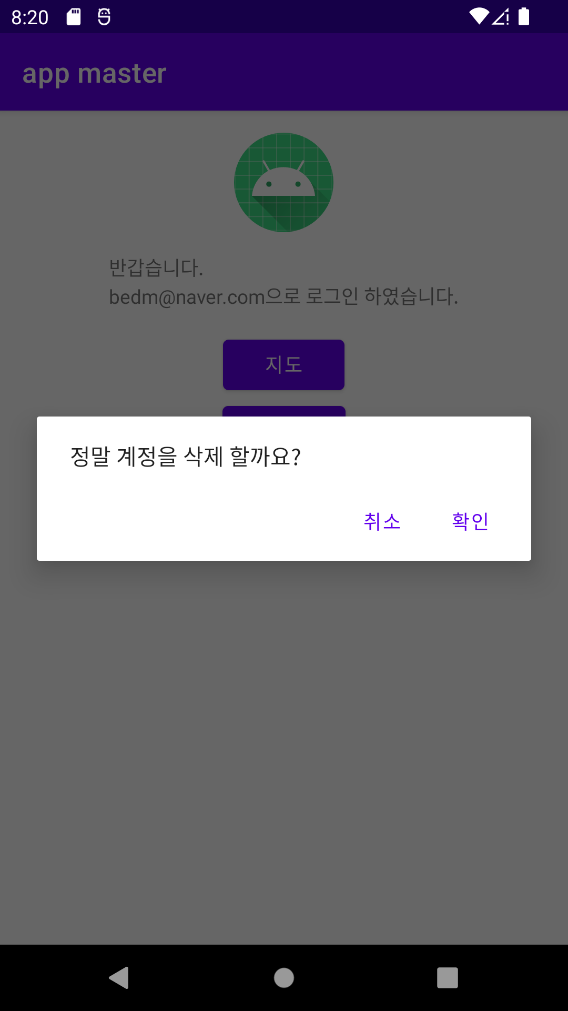 8:20
app master
반갑습니다.
bedm@naver.com으로 로그인 하였습니다.
지도
정말 계정을 삭제 할까요?
취소 확인